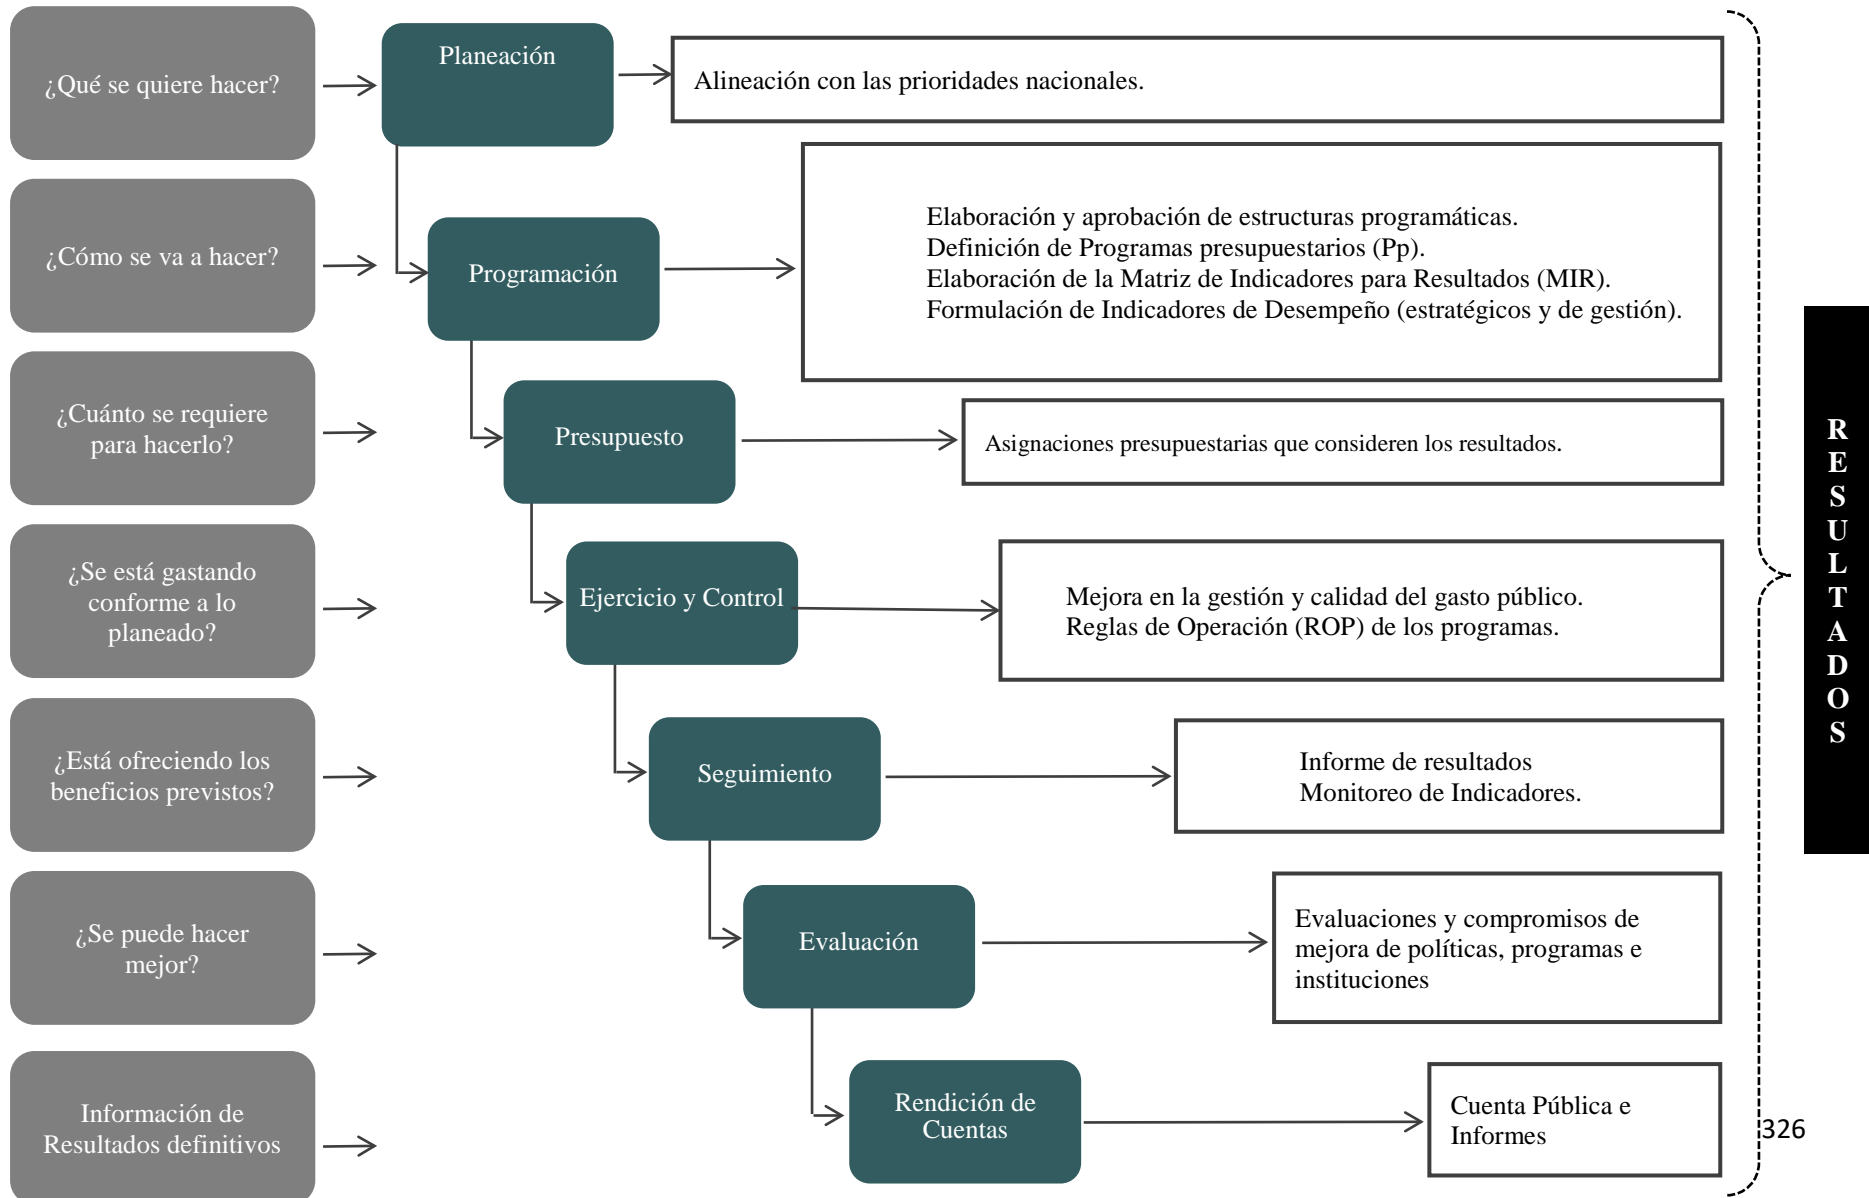 ¿Qué se quiere hacer?
Planeación
Alineación con las prioridades nacionales.
¿Cómo se va a hacer?
Programación
Elaboración y aprobación de estructuras programáticas.
Definición de Programas presupuestarios (Pp).
Elaboración de la Matriz de Indicadores para Resultados (MIR).
Formulación de Indicadores de Desempeño (estratégicos y de gestión).
¿Cuánto se requiere
para hacerlo?
Presupuesto
Asignaciones presupuestarias que consideren los resultados.
¿Se está gastando
conforme a lo
planeado?
Ejercicio y Control
Mejora en la gestión y calidad del gasto público.
Reglas de Operación (ROP) de los programas.
¿Está ofreciendo los
beneficios previstos?
Seguimiento
Informe de resultados
Monitoreo de Indicadores.
¿Se puede hacer
mejor?
Evaluación
Evaluaciones y compromisos de
mejora de políticas, programas e
instituciones
Información de
Resultados definitivos
Rendición de
Cuentas
Cuenta Pública e
Informes
RESULTADOS
326